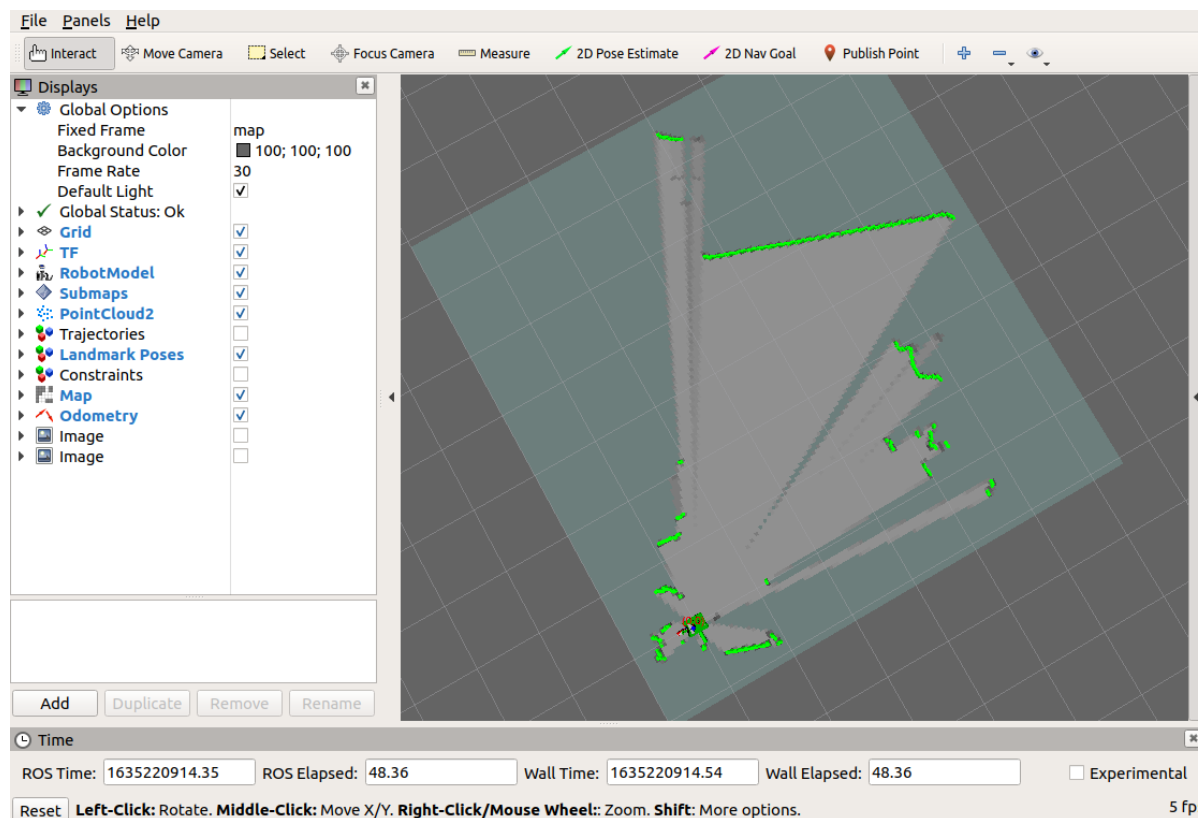 File Panels Help
Interact Move Camera Select Focus Camera Measure 2D Pose Estimate 2D Nav Goal Publish Point
Displays
Global Options
Fixed Frame map
Background Color 100; 100; 100
Frame Rate 30
Default Light
Global Status: Ok
Grid
TF
RobotModel
Submaps
PointCloud2
Trajectories
Landmark Poses
Constraints
Map
Odometry
Image
Image
Add Duplicate Remove Rename
Time
ROS Time: 1635220914.35 ROS Elapsed: 48.36 Wall Time: 1635220914.54 Wall Elapsed: 48.36 Experimental
Reset Left-Click: Rotate. Middle-Click: Move X/Y. Right-Click/Mouse Wheel:: Zoom. Shift: More options. 5 fp